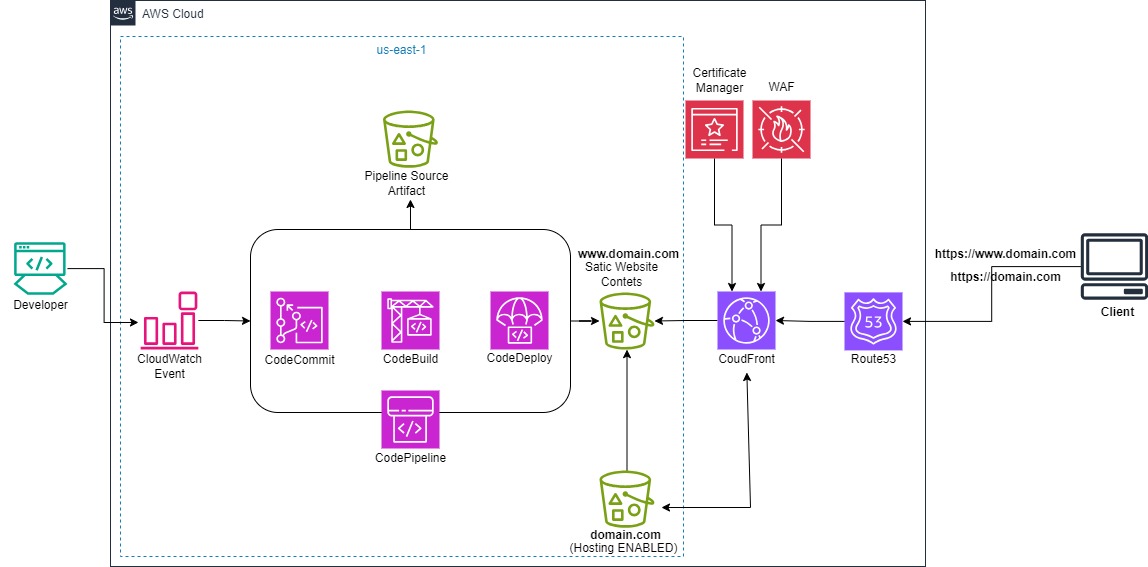 aws
AWS Cloud
us-east-1
Certificate
Manager
WAF
Pipeline Source
Artifact
www.domain.com
Satic Website
Contets
https://www.domain.com
https://domain.com
Developer
Client
CloudWatch
Event
CodeCommit
CodeBuild
CodeDeploy
CoudFront
53
Route53
CodePipeline
domain.com
(Hosting ENABLED)